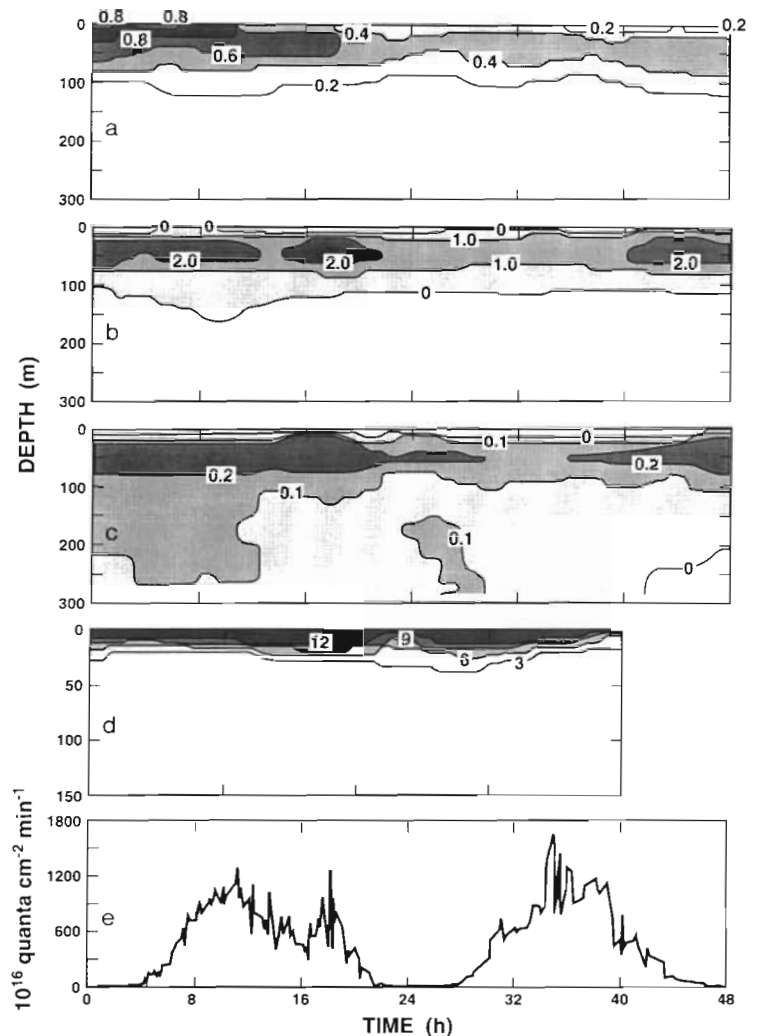 0.8 0.8 0.2 0.2
0
0.8 0.4
0.6 0.4
100
0.2
a
200
300
0
0 0 0
1.0
2.0 2.0 1.0 2.0
100
0
b
200
300
DEPTH (m)
0
0.1 0
0.2 0.2
100
0.1
c 0.1
200
0
300
0
12 9
6 3
50
100
d
150
10¹⁶ quanta cm⁻² min⁻¹
1800
1200
e
600
0
0 8 16 24 32 40 48
TIME (h)